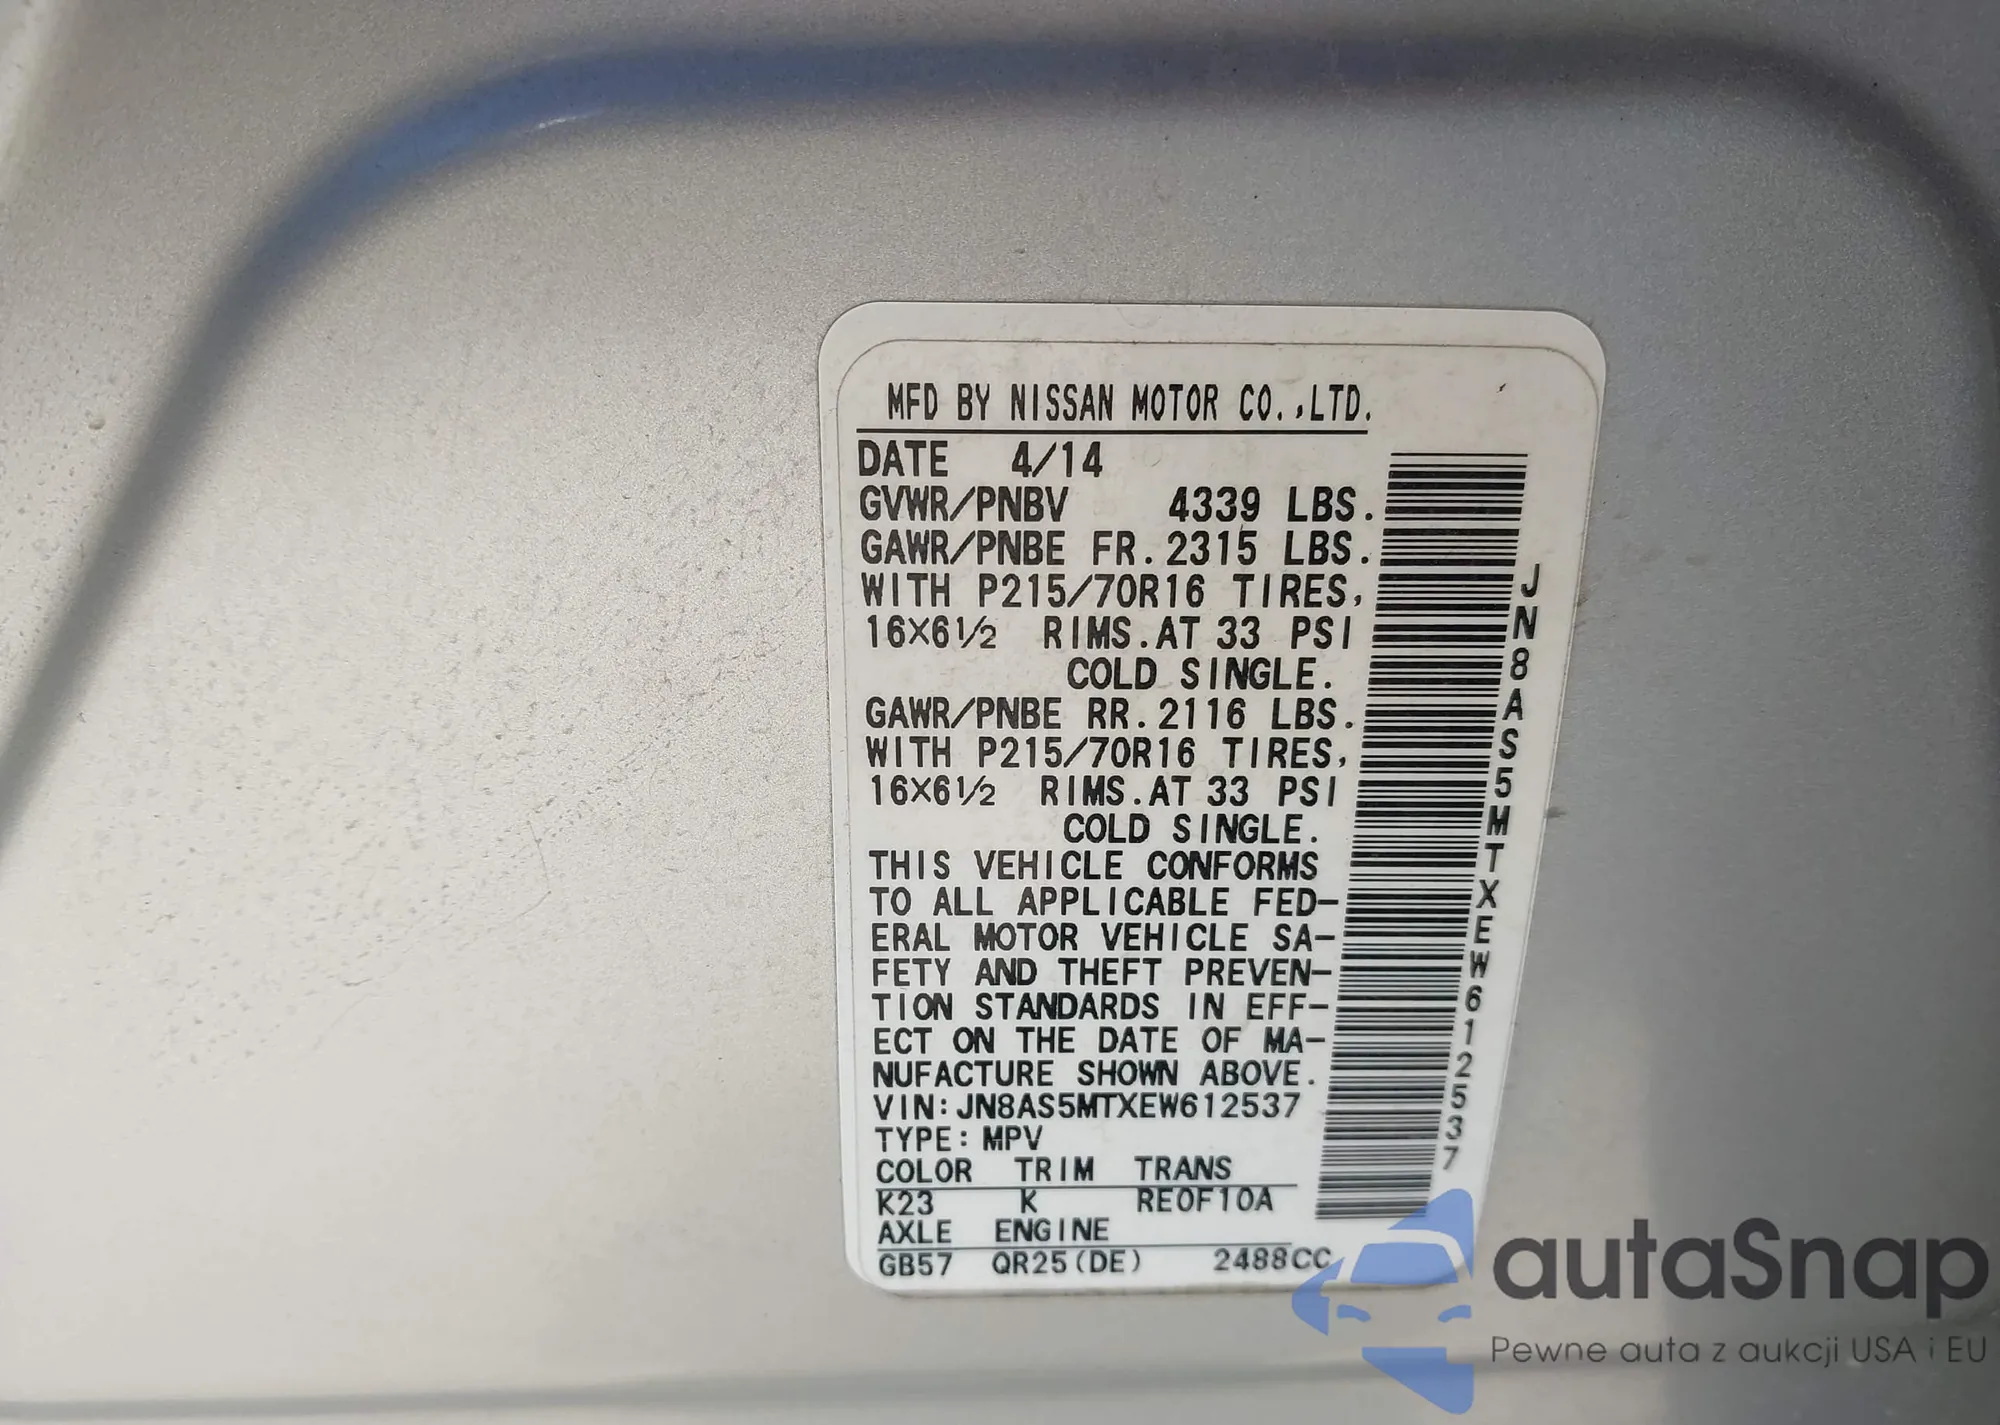 MFD BY NISSAN MOTOR CO.,LTD.
DATE 4/14
GVWR/PNBV 4339 LBS.
GAWR/PNBE FR.2315 LBS.
WITH P215/70R16 TIRES,
16×6½ RIMS.AT 33 PSI
COLD SINGLE.
GAWR/PNBE RR.2116 LBS.
WITH P215/70R16 TIRES,
16×6½ RIMS.AT 33 PSI
COLD SINGLE.
THIS VEHICLE CONFORMS
TO ALL APPLICABLE FED-
ERAL MOTOR VEHICLE SA-
FETY AND THEFT PREVEN-
TION STANDARDS IN EFF-
ECT ON THE DATE OF MA-
NUFACTURE SHOWN ABOVE.
VIN:JN8AS5MTXEW612537
TYPE:MPV
COLOR TRIM TRANS
K23 K RE0F10A
AXLE ENGINE
GB57 QR25(DE) 2488CC
JN8AS5MTXEW612537
autaSnap
Pewne auta z aukcji USA i EU